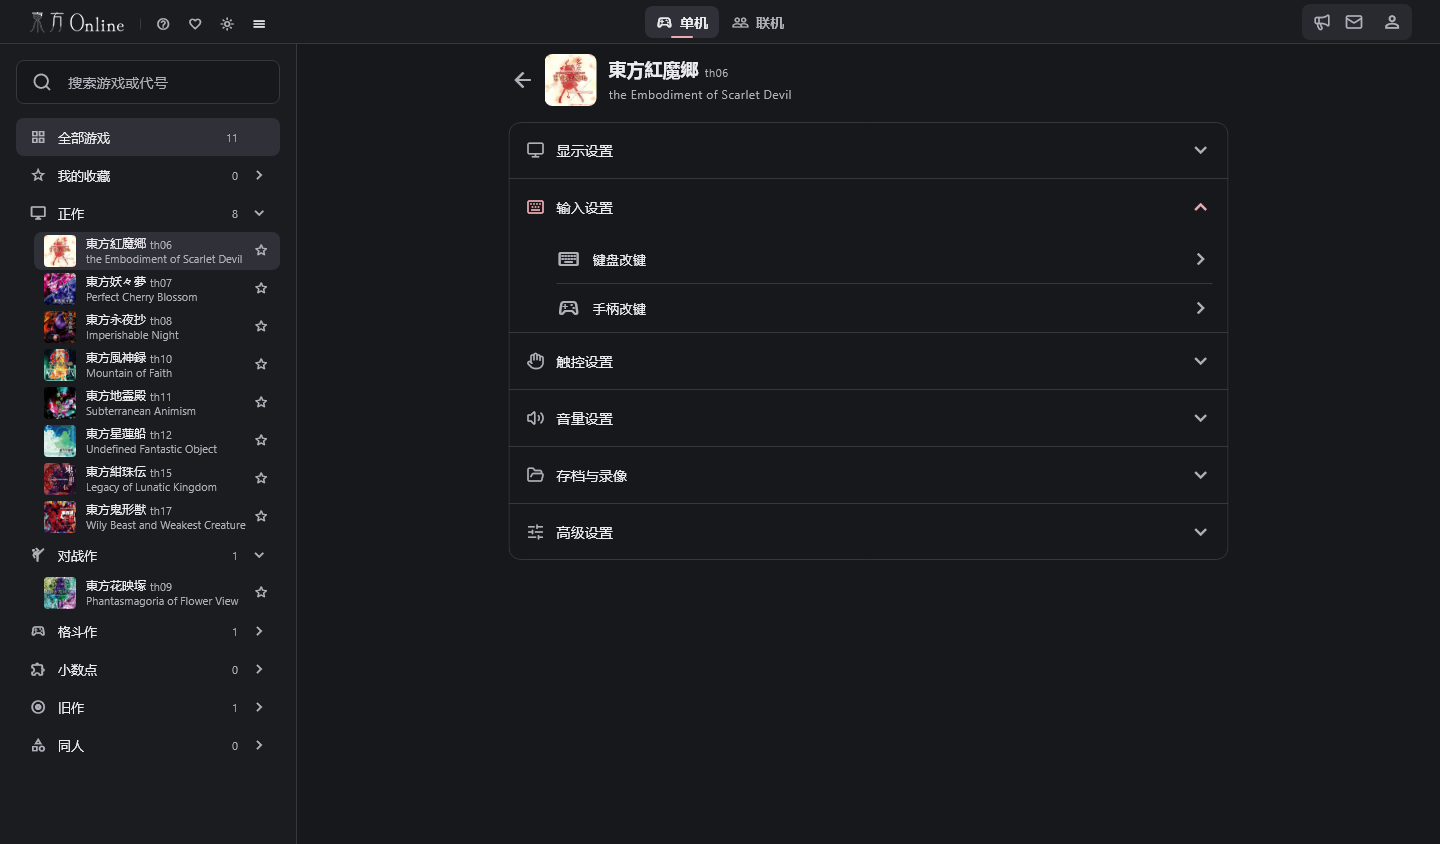 東方Online
单机
联机
搜索游戏或代号
全部游戏 11
我的收藏 0
正作 8
東方紅魔郷 th06
the Embodiment of Scarlet Devil
東方妖々夢 th07
Perfect Cherry Blossom
東方永夜抄 th08
Imperishable Night
東方風神録 th10
Mountain of Faith
東方地霊殿 th11
Subterranean Animism
東方星蓮船 th12
Undefined Fantastic Object
東方紺珠伝 th15
Legacy of Lunatic Kingdom
東方鬼形獣 th17
Wily Beast and Weakest Creature
对战作 1
東方花映塚 th09
Phantasmagoria of Flower View
格斗作 1
小数点 0
旧作 1
同人 0
東方紅魔郷 th06
the Embodiment of Scarlet Devil
显示设置
输入设置
键盘改键
手柄改键
触控设置
音量设置
存档与录像
高级设置